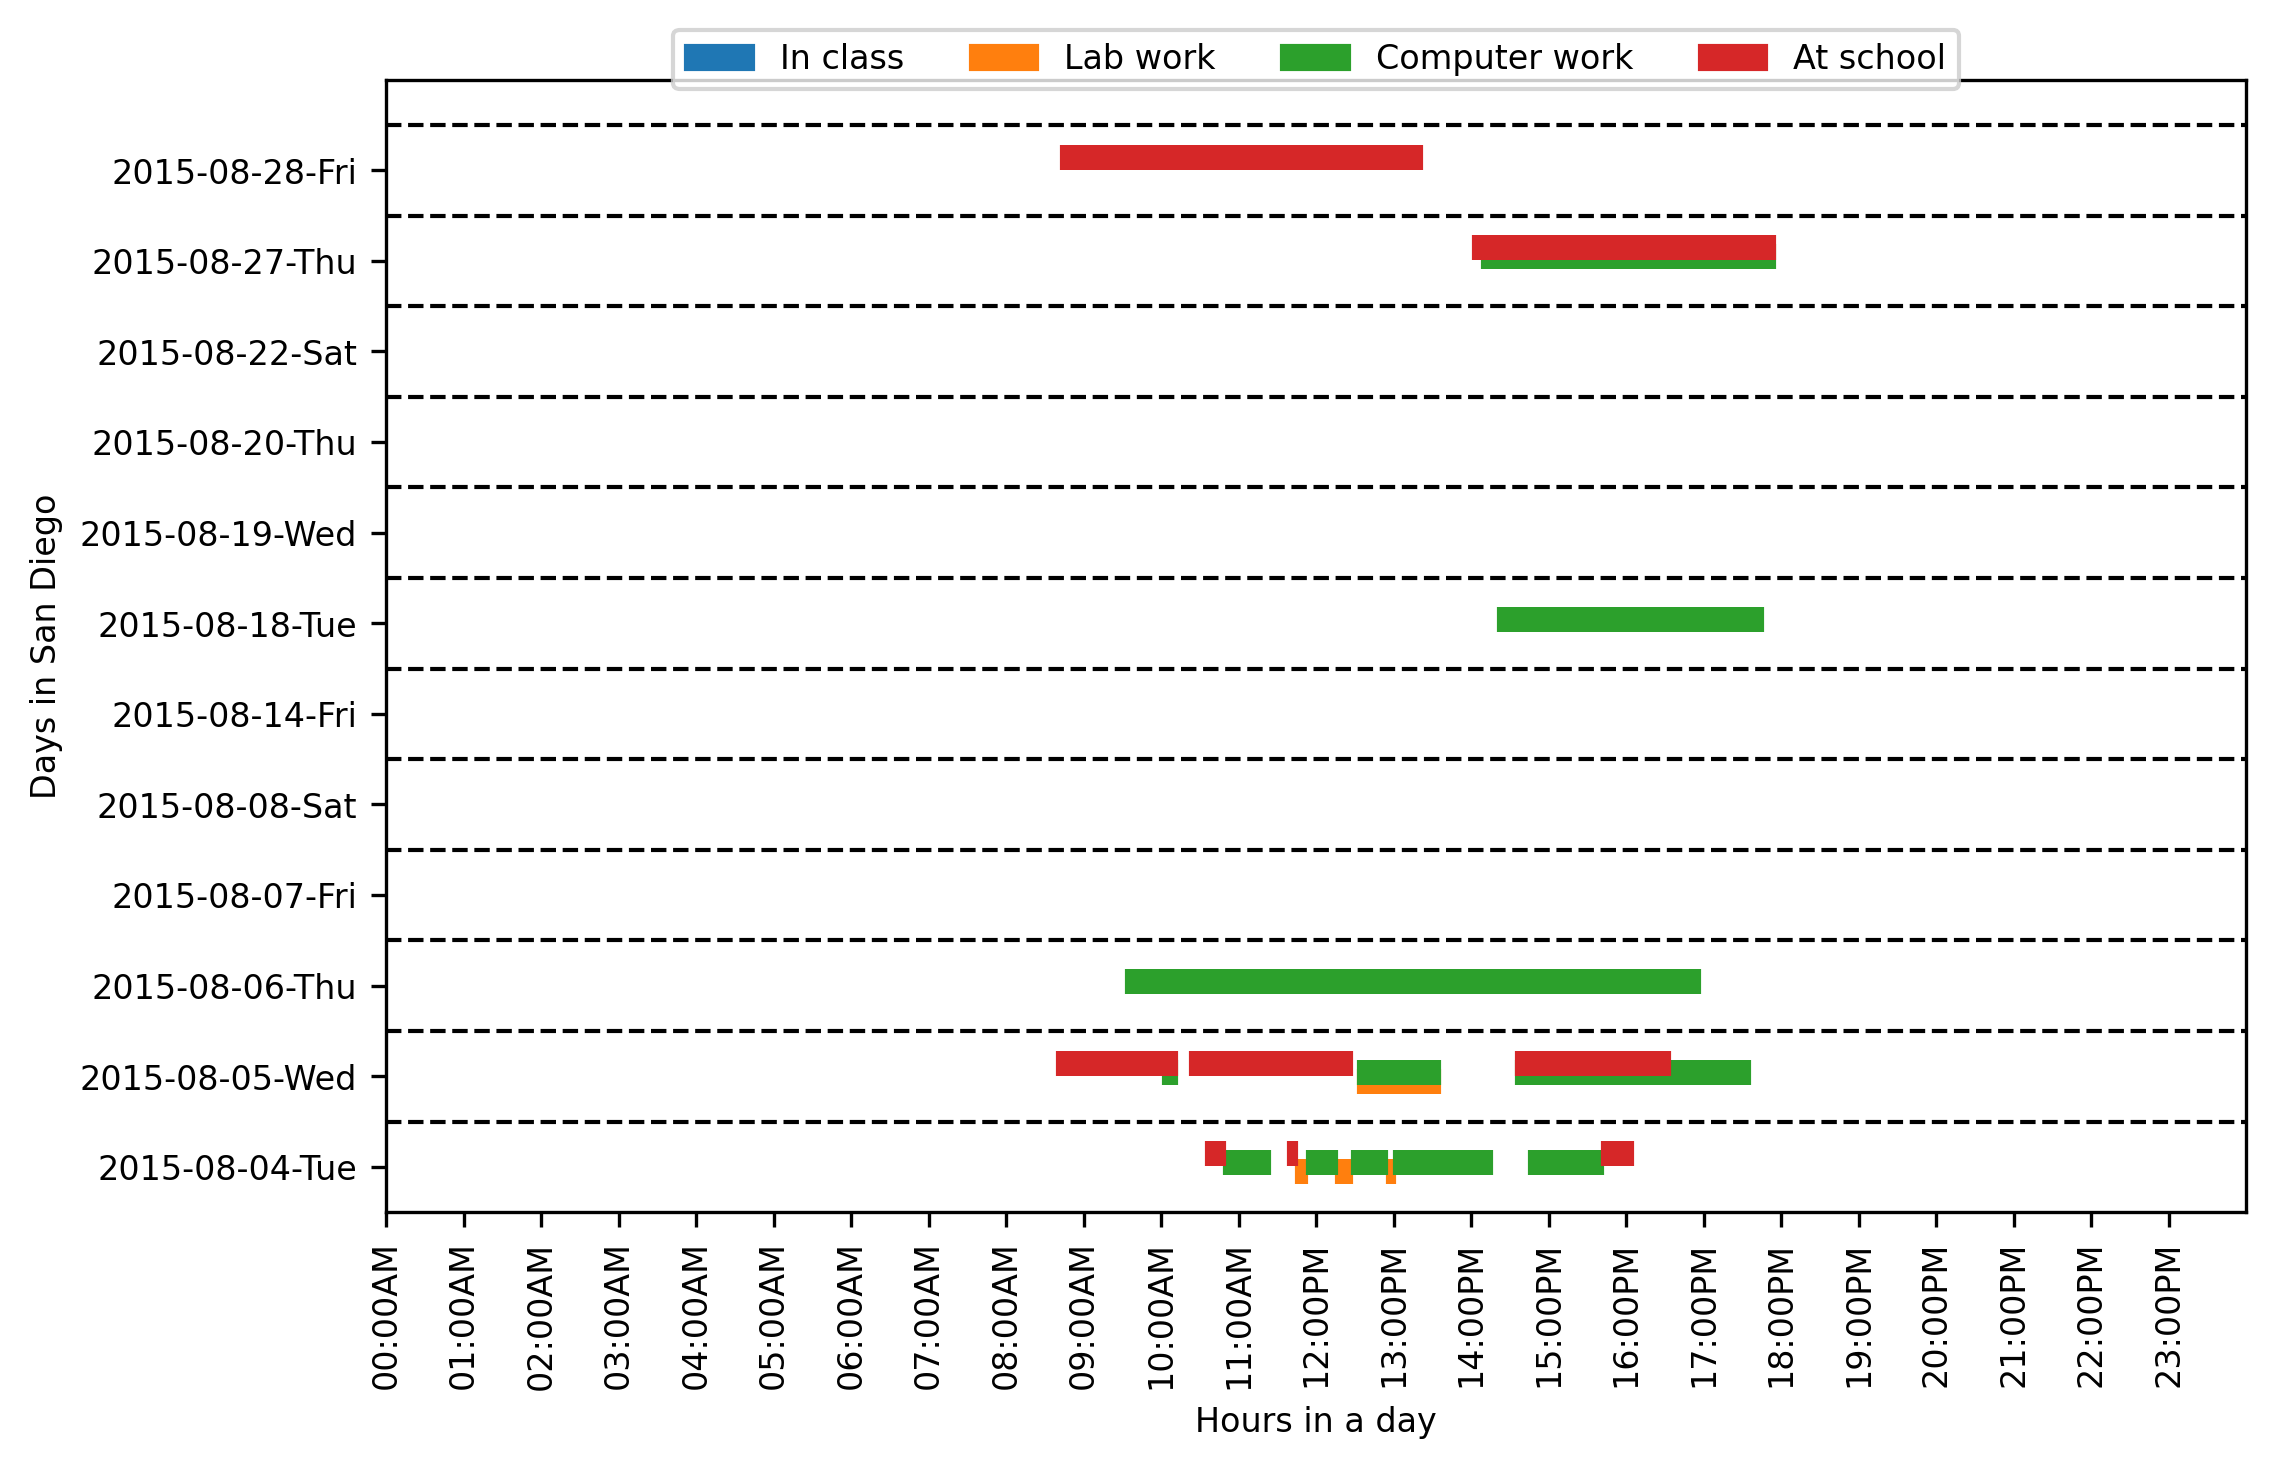 In class Lab work Computer work At school
2015-08-28-Fri
2015-08-27-Thu
2015-08-22-Sat
2015-08-20-Thu
2015-08-19-Wed
2015-08-18-Tue
2015-08-14-Fri
2015-08-08-Sat
2015-08-07-Fri
2015-08-06-Thu
2015-08-05-Wed
2015-08-04-Tue
Days in San Diego
00:00AM
01:00AM
02:00AM
03:00AM
04:00AM
05:00AM
06:00AM
07:00AM
08:00AM
09:00AM
10:00AM
11:00AM
12:00PM
13:00PM
14:00PM
15:00PM
16:00PM
17:00PM
18:00PM
19:00PM
20:00PM
21:00PM
22:00PM
23:00PM
Hours in a day